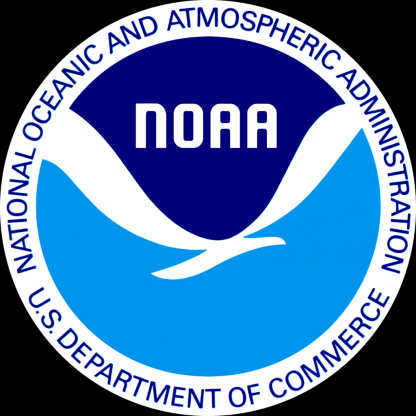 NATIONAL OCEANIC AND ATMOSPHERIC ADMINISTRATION
NOAA
U.S. DEPARTMENT OF COMMERCE